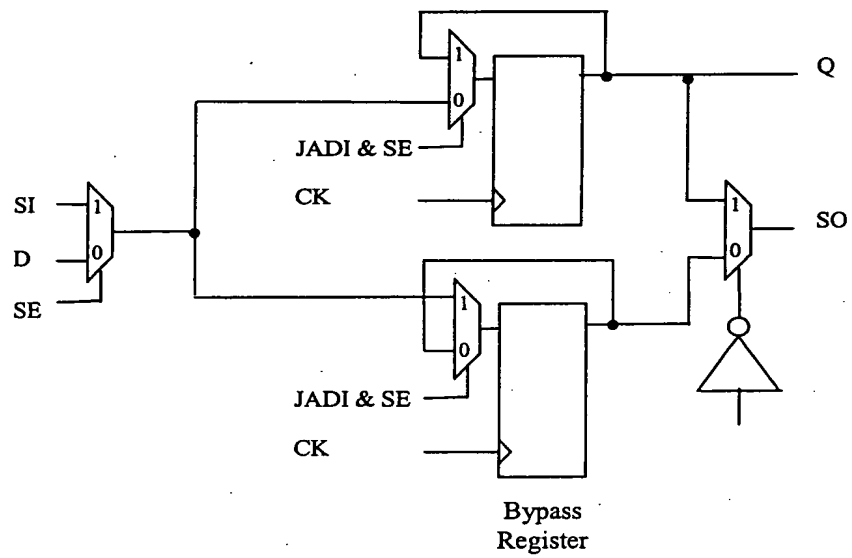 1
Q
0
JADI & SE
SI
1
CK
1
SO
D
0
0
SE
1
0
JADI & SE
CK
Bypass
Register